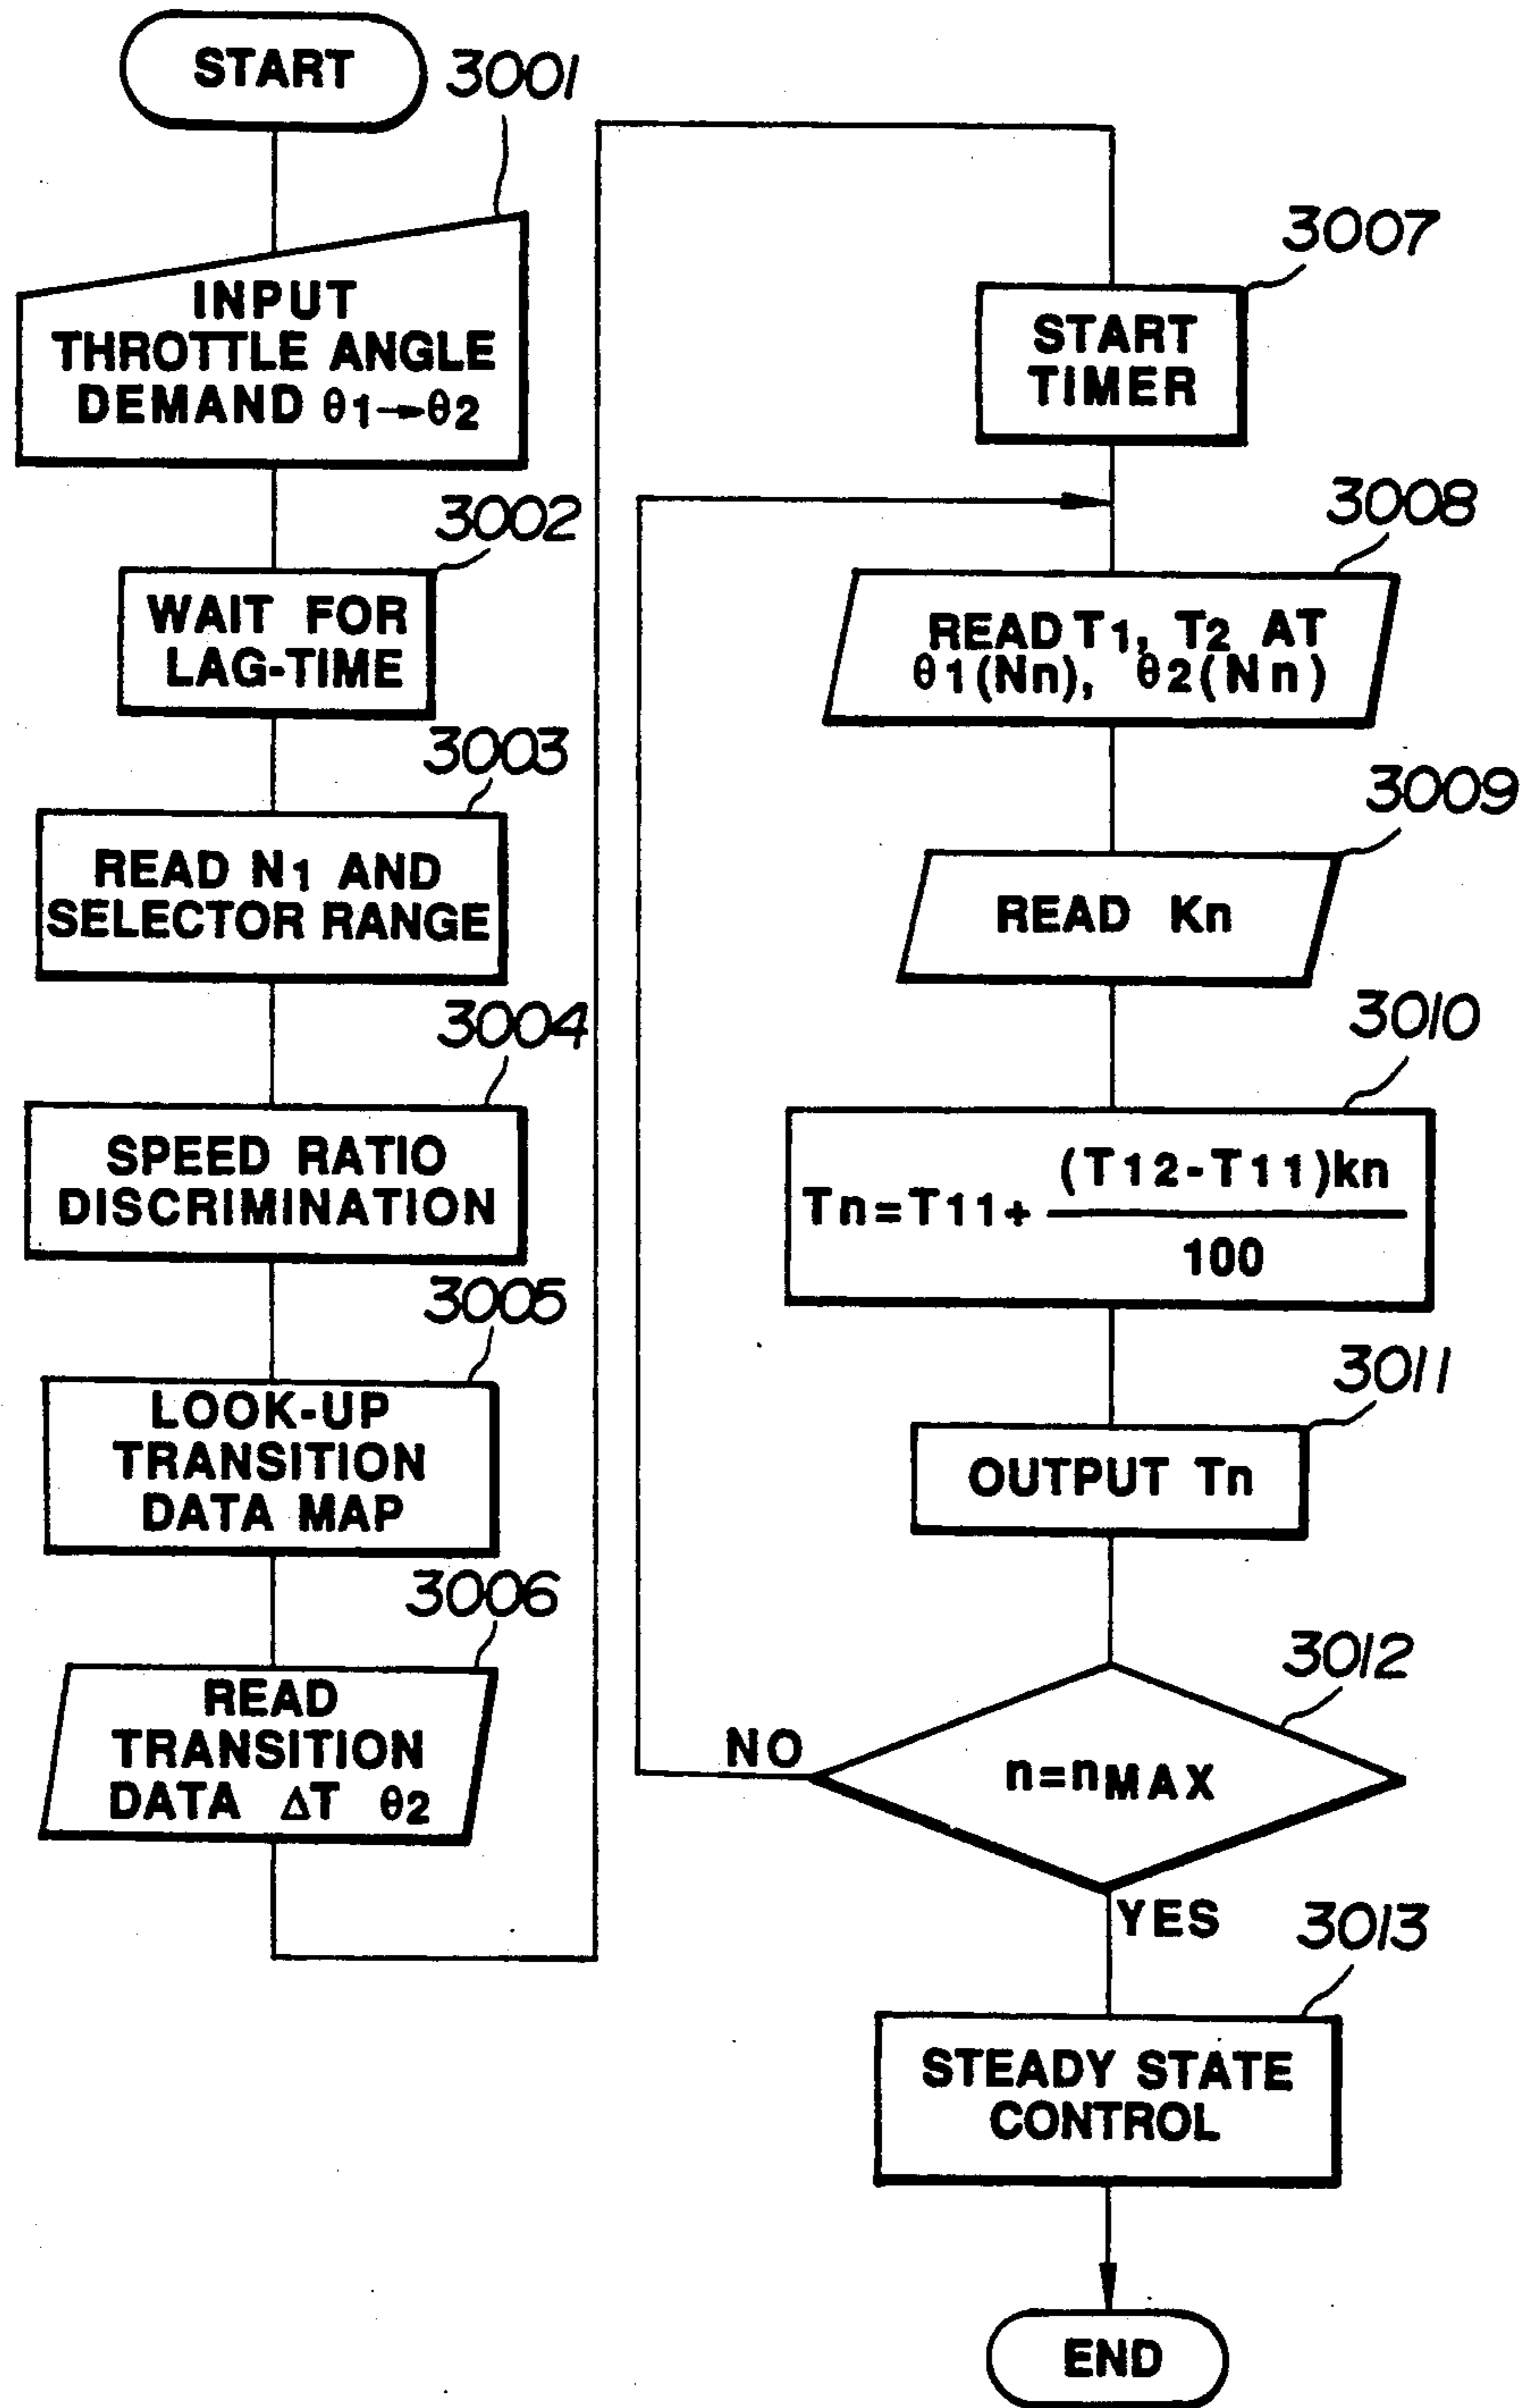 START
3001
INPUT
THROTTLE ANGLE
DEMAND θ1→θ2
3002
WAIT FOR
LAG-TIME
3003
READ N1 AND
SELECTOR RANGE
3004
SPEED RATIO
DISCRIMINATION
3005
LOOK-UP
TRANSITION
DATA MAP
3006
READ
TRANSITION
DATA ΔT θ2
3007
START
TIMER
3008
READ T1, T2 AT
θ1(Nn), θ2(Nn)
3009
READ Kn
3010
(T12-T11)kn
Tn=T11+
100
3011
OUTPUT Tn
3012
NO
n=nMAX
YES
3013
STEADY STATE
CONTROL
END